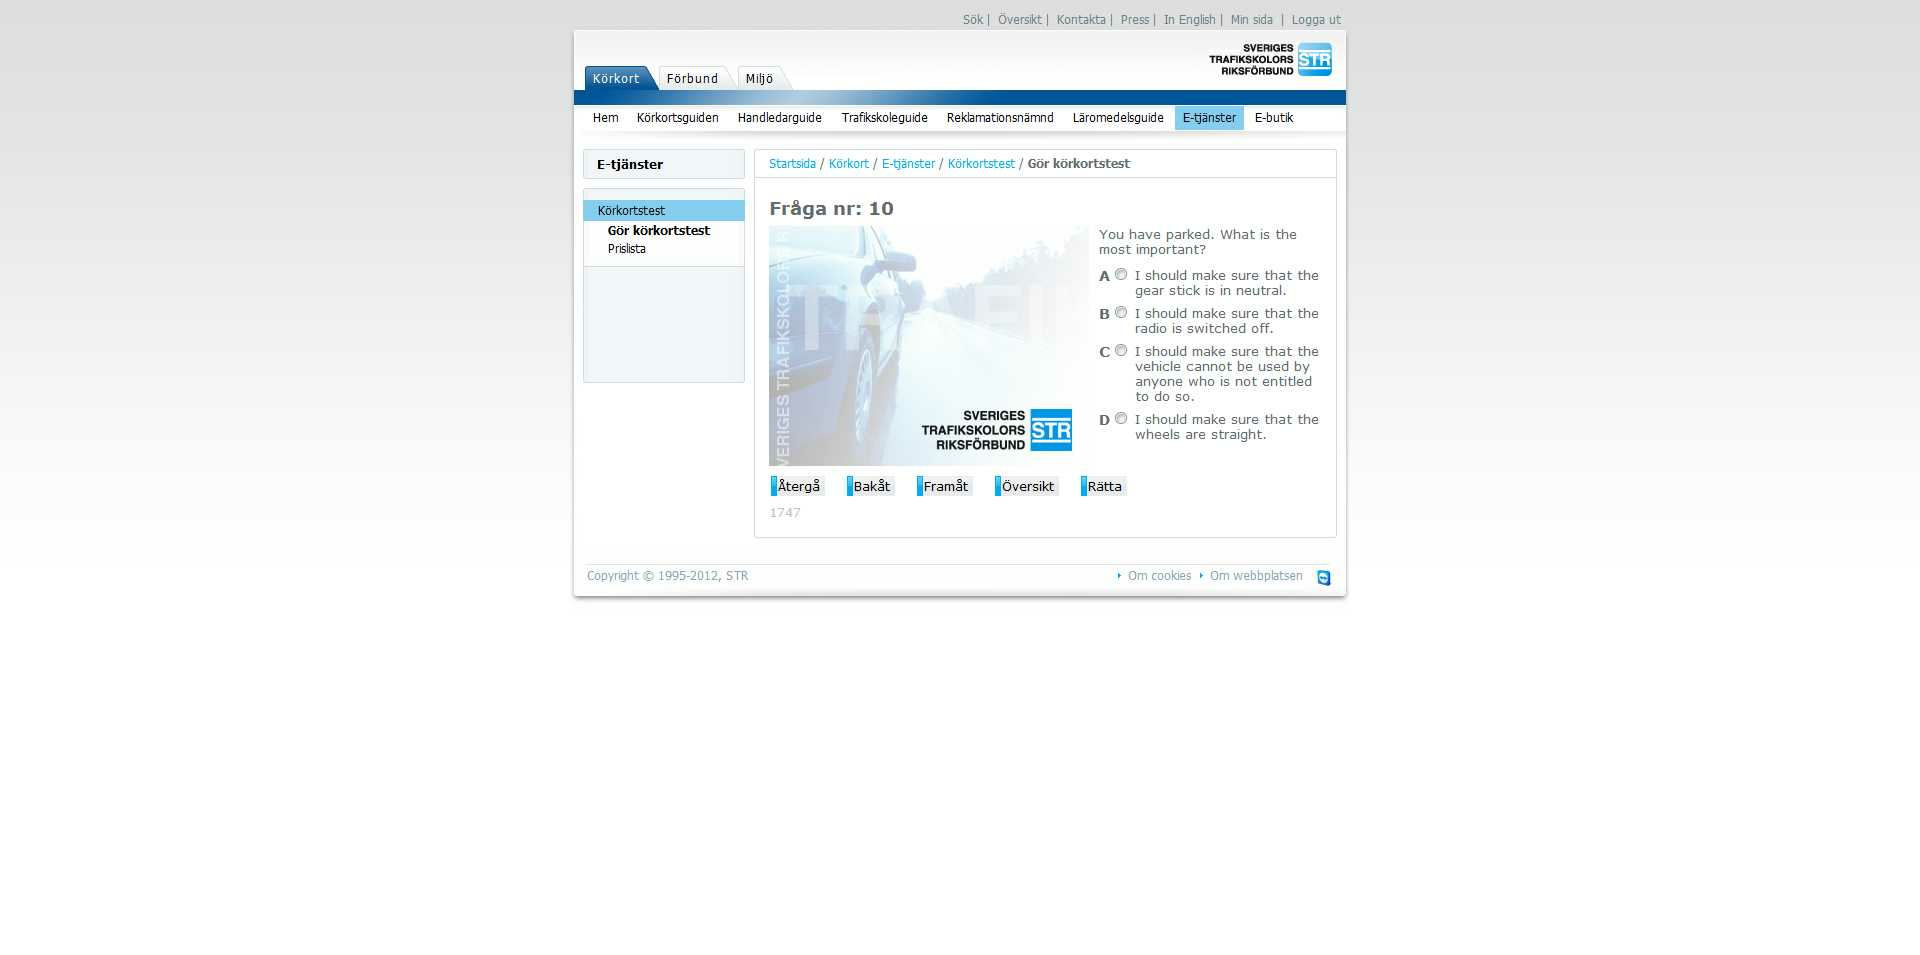 Sök | Översikt | Kontakta | Press | In English | Min sida | Logga ut
SVERIGES
TRAFIKSKOLORS
RIKSFÖRBUND
STR
Körkort Förbund Miljö
Hem Körkortsguiden Handledarguide Trafikskoleguide Reklamationsnämnd Läromedelsguide E-tjänster E-butik
E-tjänster
Körkortstest
Gör körkortstest
Prislista
Startsida / Körkort / E-tjänster / Körkortstest / Gör körkortstest
Fråga nr: 10
SVERIGES
TRAFIKSKOLORS
RIKSFÖRBUND
STR
You have parked. What is the
most important?
A I should make sure that the
gear stick is in neutral.
B I should make sure that the
radio is switched off.
C I should make sure that the
vehicle cannot be used by
anyone who is not entitled
to do so.
D I should make sure that the
wheels are straight.
Återgå Bakåt Framåt Översikt Rätta
1747
Copyright © 1995-2012, STR
Om cookies Om webbplatsen